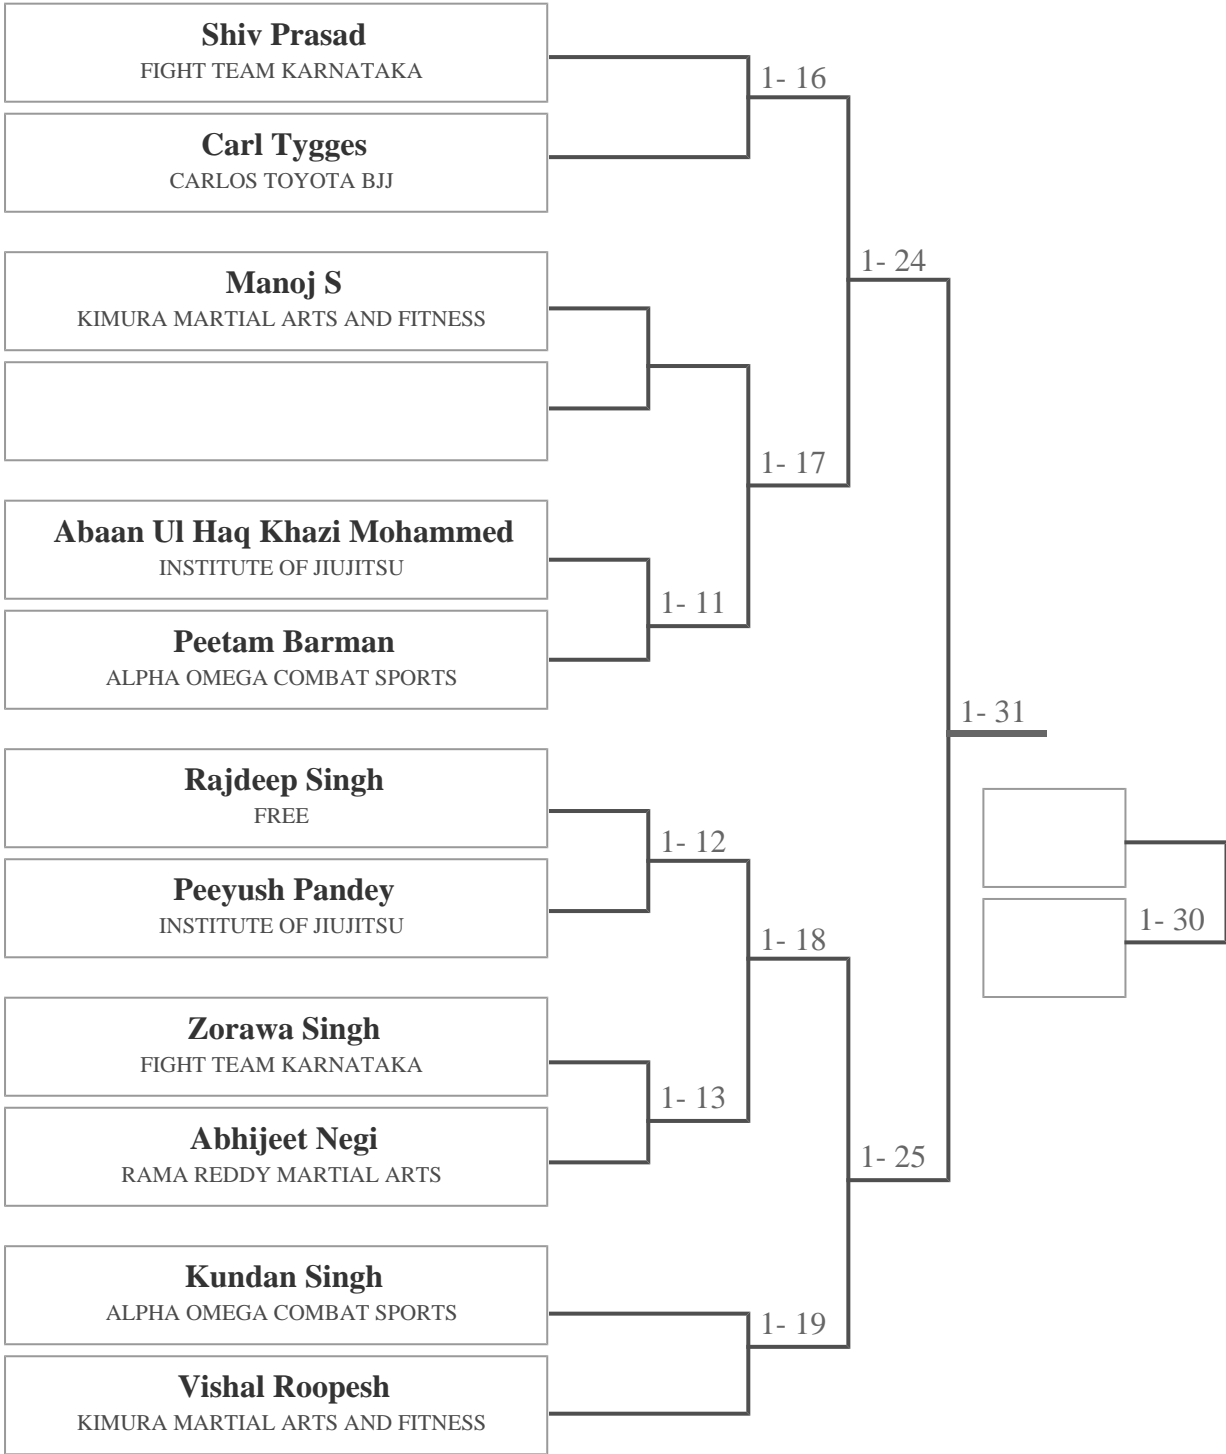 Shiv Prasad
FIGHT TEAM KARNATAKA
1- 16
Carl Tygges
CARLOS TOYOTA BJJ
1- 24
Manoj S
KIMURA MARTIAL ARTS AND FITNESS
1- 17
Abaan Ul Haq Khazi Mohammed
INSTITUTE OF JIUJITSU
1- 11
Peetam Barman
ALPHA OMEGA COMBAT SPORTS
1- 31
Rajdeep Singh
FREE
1- 12
Peeyush Pandey
INSTITUTE OF JIUJITSU
1- 30
1- 18
Zorawa Singh
FIGHT TEAM KARNATAKA
1- 13
Abhijeet Negi
RAMA REDDY MARTIAL ARTS
1- 25
Kundan Singh
ALPHA OMEGA COMBAT SPORTS
1- 19
Vishal Roopesh
KIMURA MARTIAL ARTS AND FITNESS